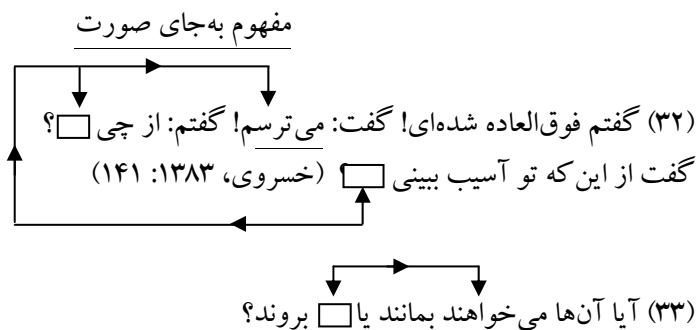 مفهوم به‌جای صورت
(۳۲) گفتم فوق‌العاده شده‌ای! گفت: می‌ترسم! گفتم: از چی □؟
گفت از این‌که تو آسیب ببینی □؟ (خسروی، ۱۳۸۳: ۱۴۱)
(۳۳) آیا آن‌ها می‌خواهند بمانند یا □ بروند؟